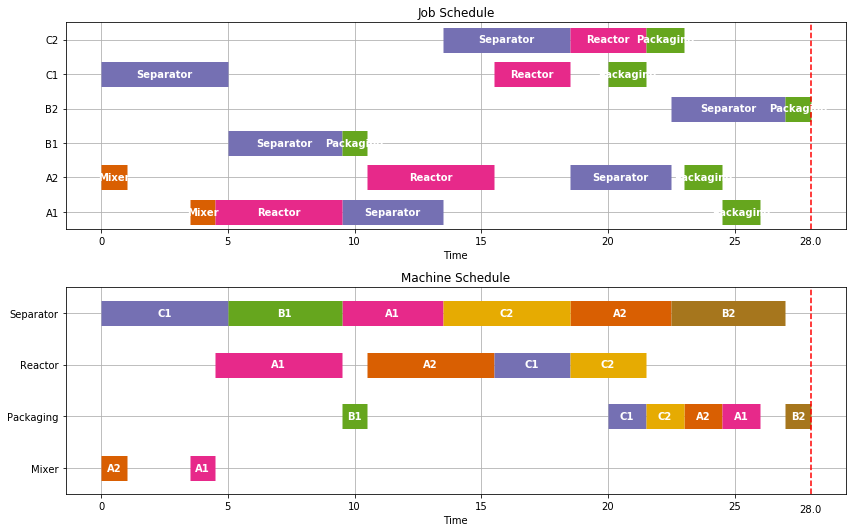 Job Schedule
C2 Separator Reactor Packaging
C1 Separator Reactor Packaging
B2 Separator Packaging
B1 Separator Packaging
A2 Mixer Reactor Separator Packaging
A1 Mixer Reactor Separator Packaging
0 5 10 15 20 25 28.0
Time
Machine Schedule
Separator C1 B1 A1 C2 A2 B2
Reactor A1 A2 C1 C2
Packaging B1 C1 C2 A2 A1 B2
Mixer A2 A1
0 5 10 15 20 25 28.0
Time